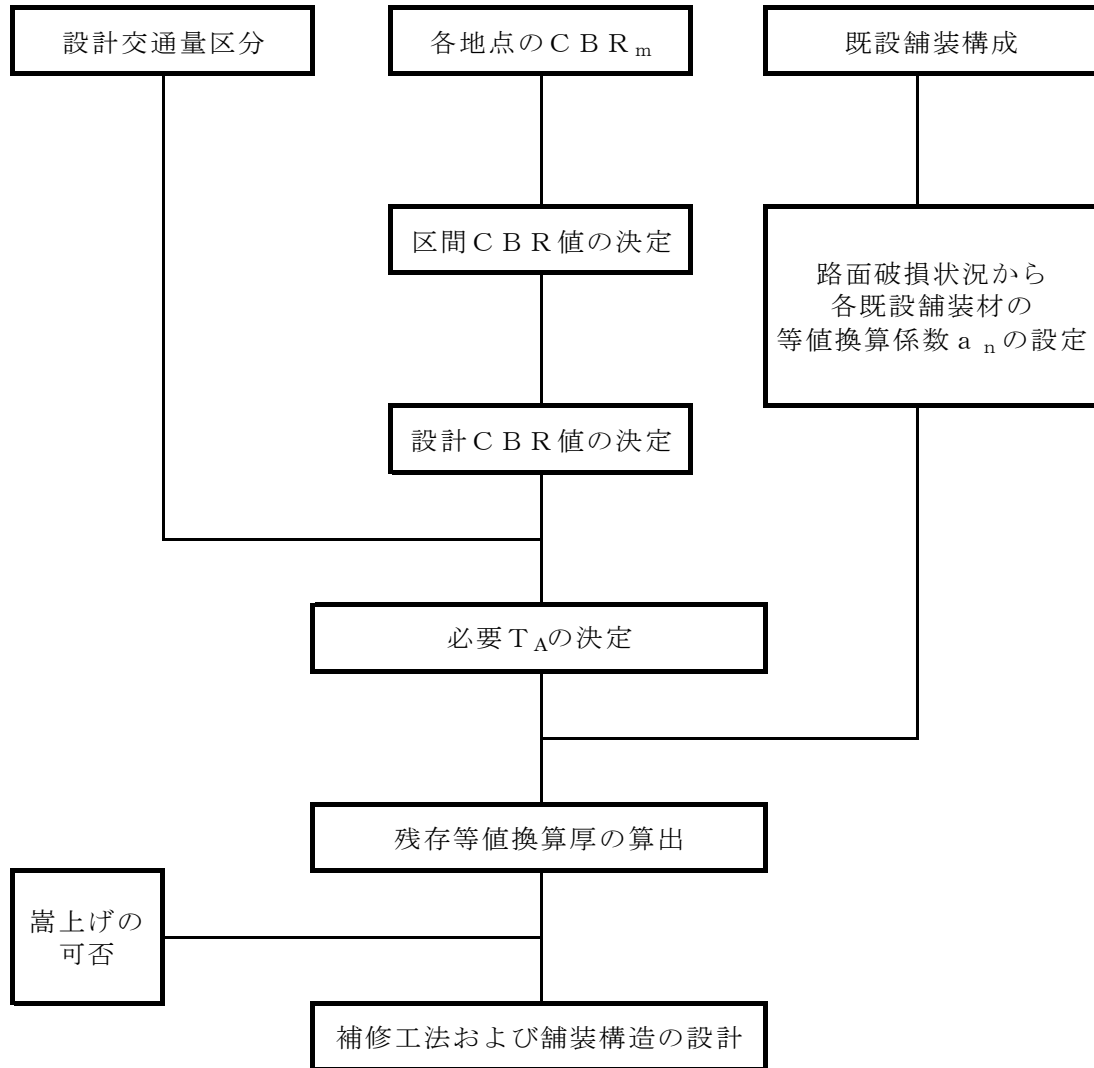 設計交通量区分
各地点のＣＢＲm
既設舗装構成
区間ＣＢＲ値の決定
路面破損状況から
各既設舗装材の
等値換算係数ａnの設定
設計ＣＢＲ値の決定
必要ＴAの決定
残存等値換算厚の算出
嵩上げの
可否
補修工法および舗装構造の設計